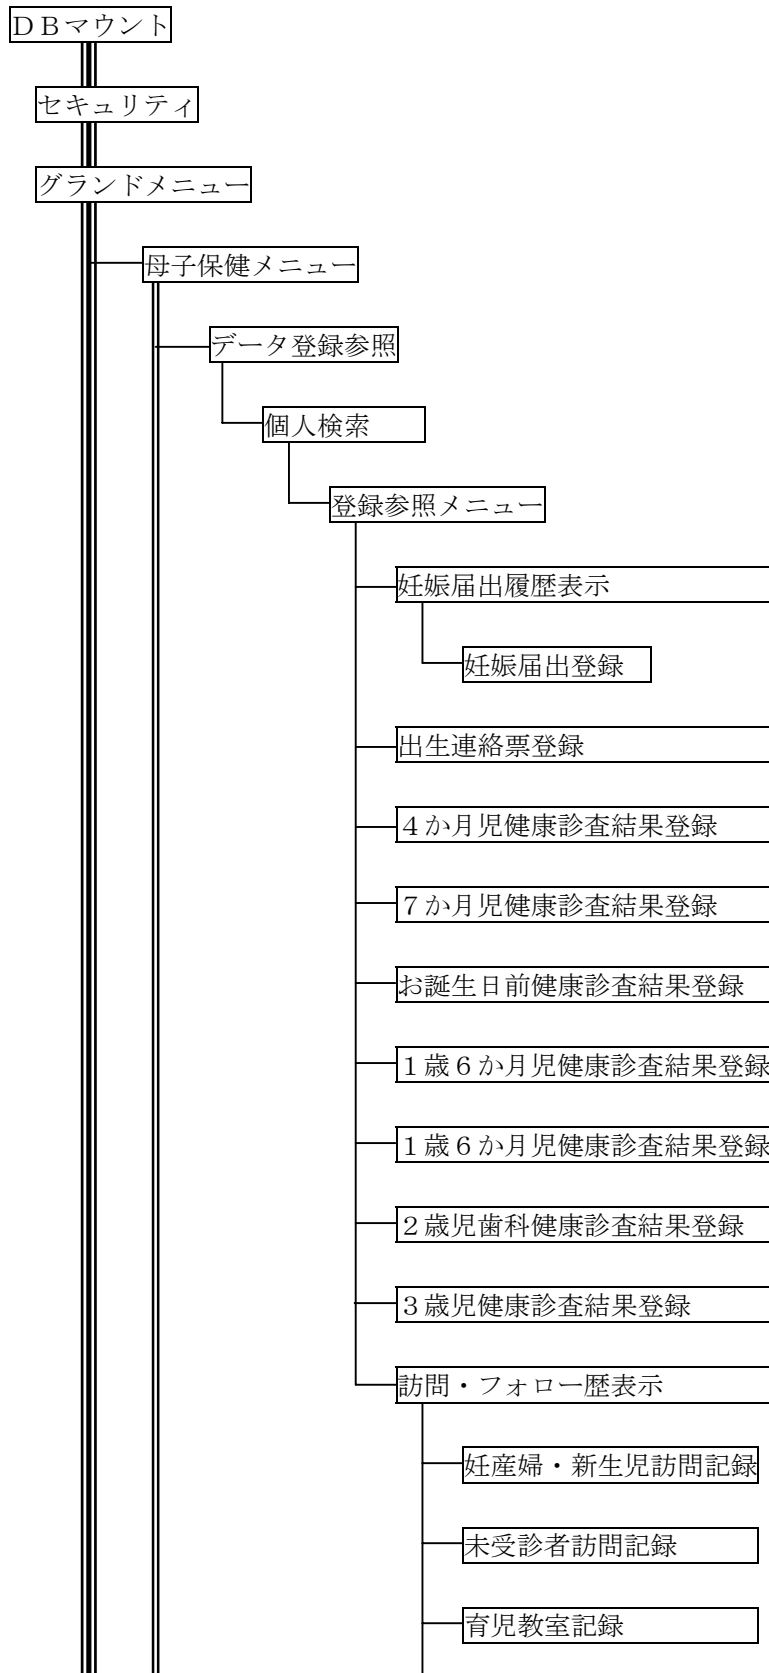 ＤＢマウント
セキュリティ
グランドメニュー
母子保健メニュー
データ登録参照
個人検索
登録参照メニュー
妊娠届出履歴表示
妊娠届出登録
出生連絡票登録
４か月児健康診査結果登録
７か月児健康診査結果登録
お誕生日前健康診査結果登録
１歳６か月児健康診査結果登録
１歳６か月児健康診査結果登録
２歳児歯科健康診査結果登録
３歳児健康診査結果登録
訪問・フォロー歴表示
妊産婦・新生児訪問記録
未受診者訪問記録
育児教室記録